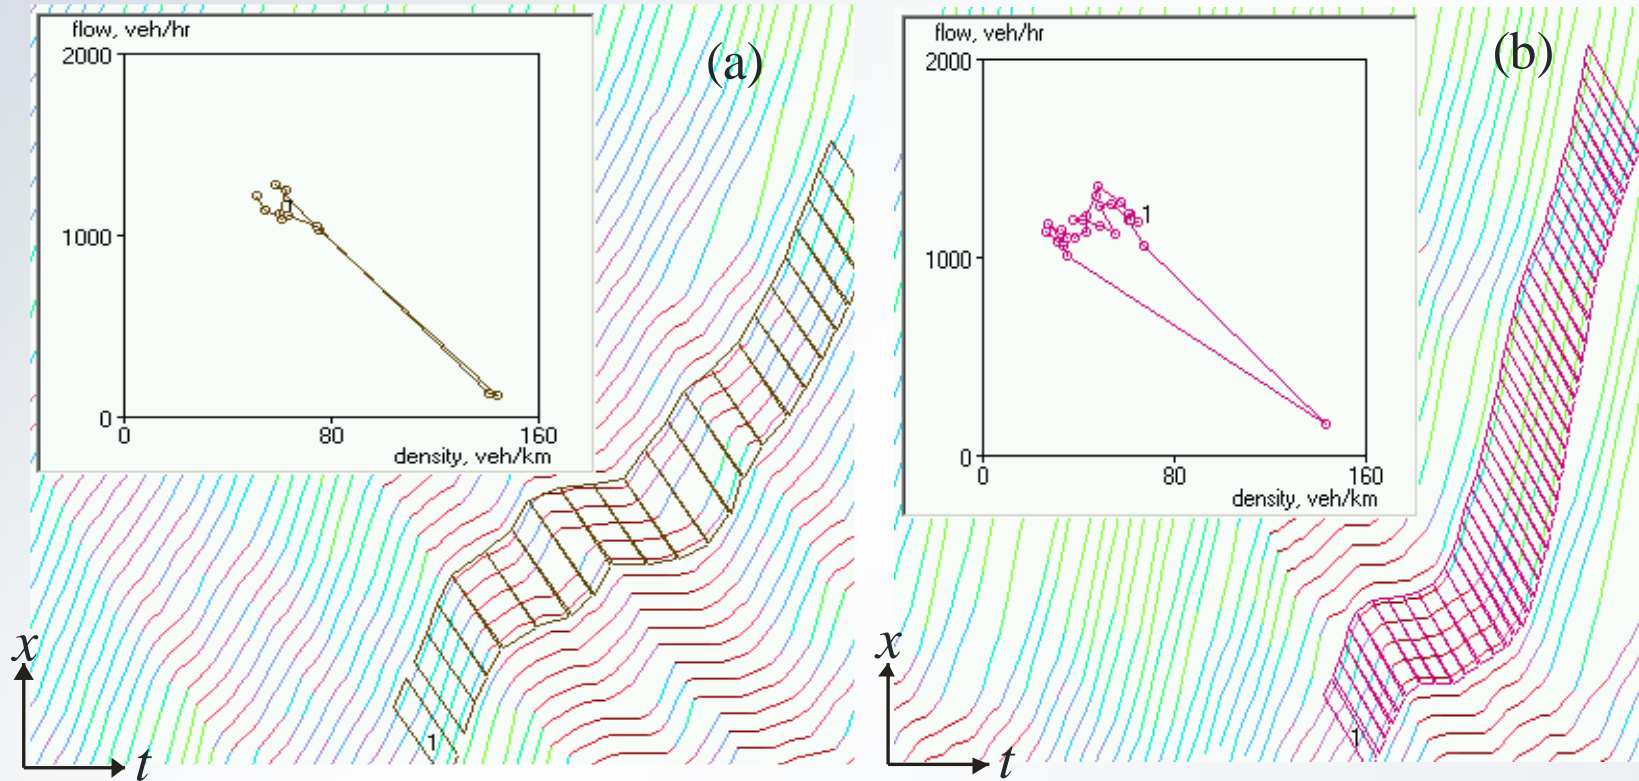 flow, veh/hr
2000
1000
0
0
80
160
density, veh/km
1
(a)
1
x
t
flow, veh/hr
2000
1000
0
0
80
160
density, veh/km
1
(b)
1
x
t